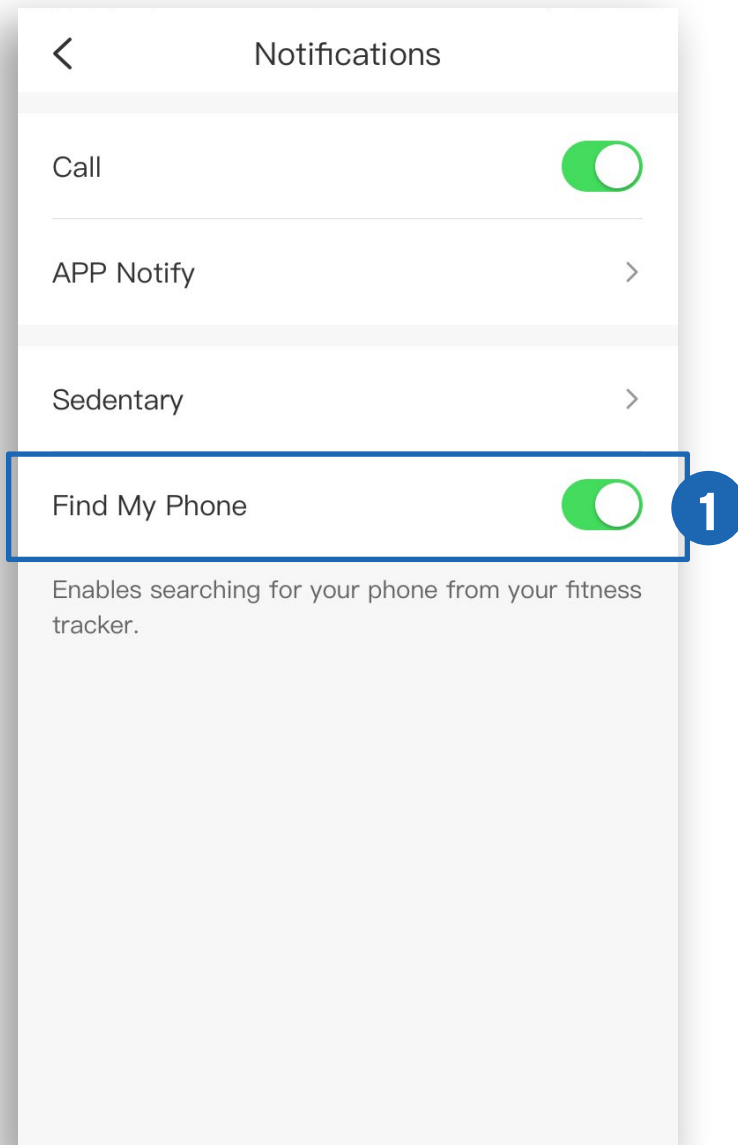 Notifications
Call
APP Notify
Sedentary
Find My Phone
1
Enables searching for your phone from your fitness
tracker.